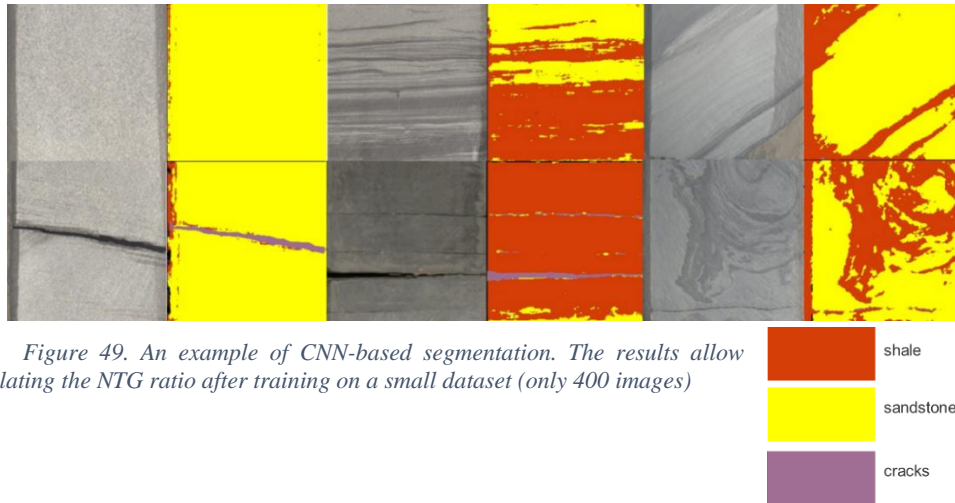 Figure 49. An example of CNN-based segmentation. The results allow
lating the NTG ratio after training on a small dataset (only 400 images)
shale
sandstone
cracks